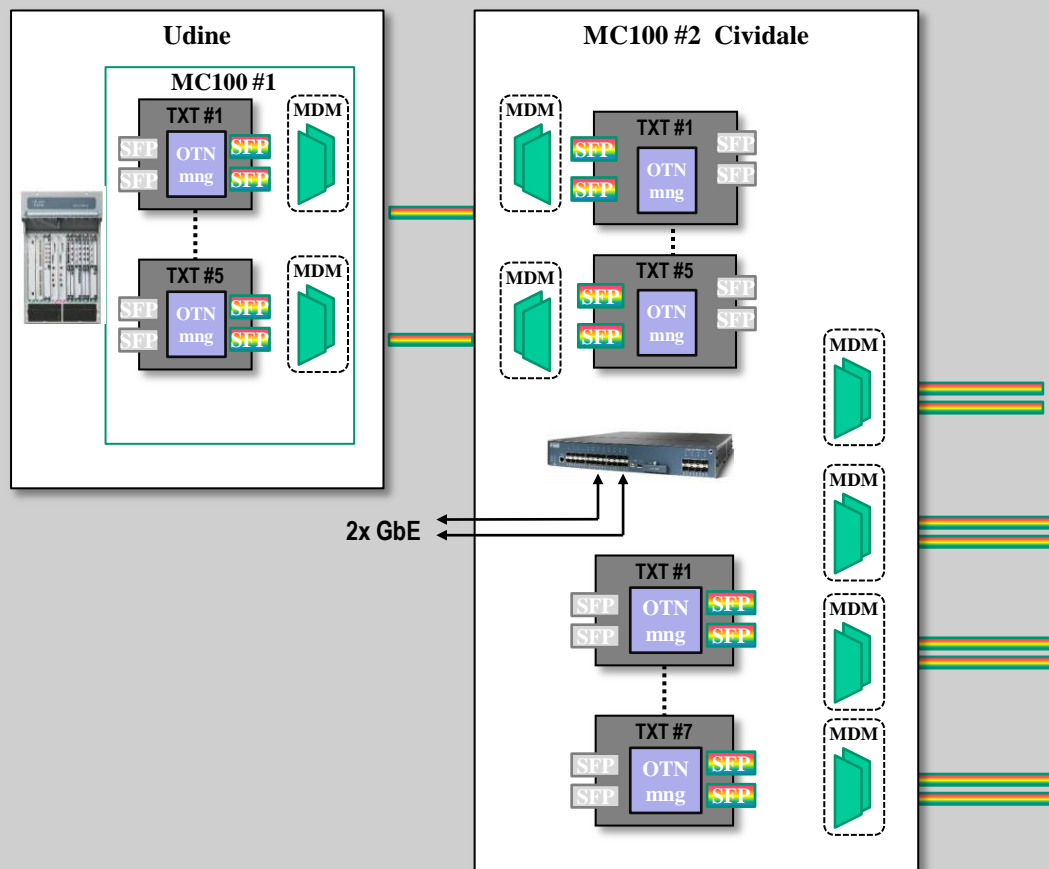 Udine
MC100 #1
TXT #1
MDM
SFP
SFP
OTN
mng
SFP
SFP
TXT #5
MDM
SFP
SFP
OTN
mng
SFP
SFP
MC100 #2 Cividale
MDM
TXT #1
SFP
SFP
OTN
mng
SFP
SFP
MDM
TXT #5
SFP
SFP
OTN
mng
SFP
SFP
MDM
MDM
2x GbE
TXT #1
SFP
SFP
OTN
mng
SFP
SFP
MDM
TXT #7
SFP
SFP
OTN
mng
SFP
SFP
MDM